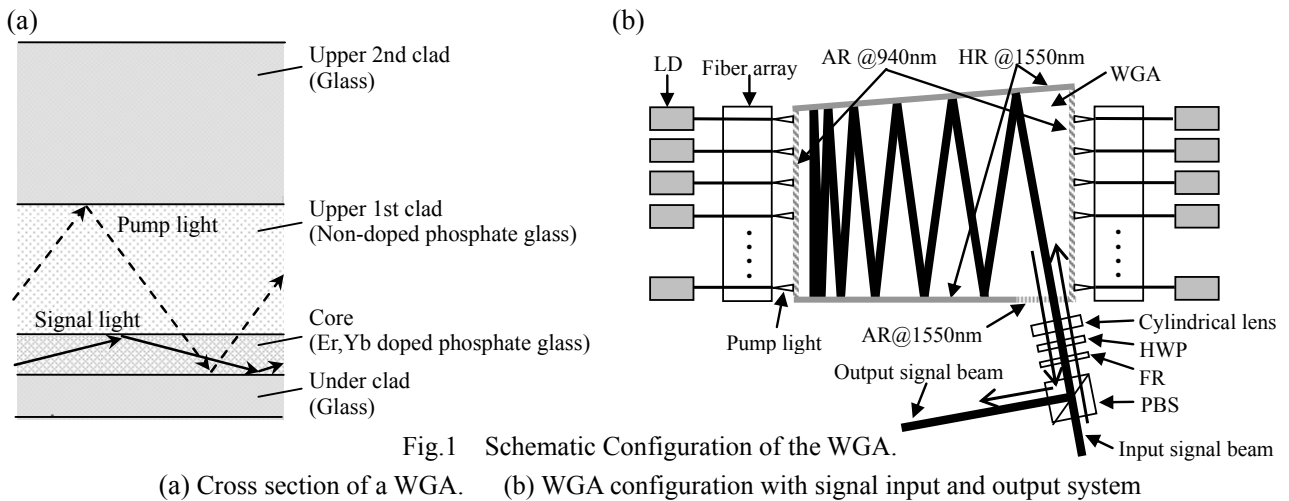 (a)
Upper 2nd clad
(Glass)
Pump light
Upper 1st clad
(Non-doped phosphate glass)
Signal light
Core
(Er,Yb doped phosphate glass)
Under clad
(Glass)
(b)
LD
Fiber array
AR @940nm
HR @1550nm
WGA
Pump light
AR@1550nm
Cylindrical lens
HWP
FR
PBS
Output signal beam
Input signal beam
Fig.1 Schematic Configuration of the WGA.
(a) Cross section of a WGA. (b) WGA configuration with signal input and output system